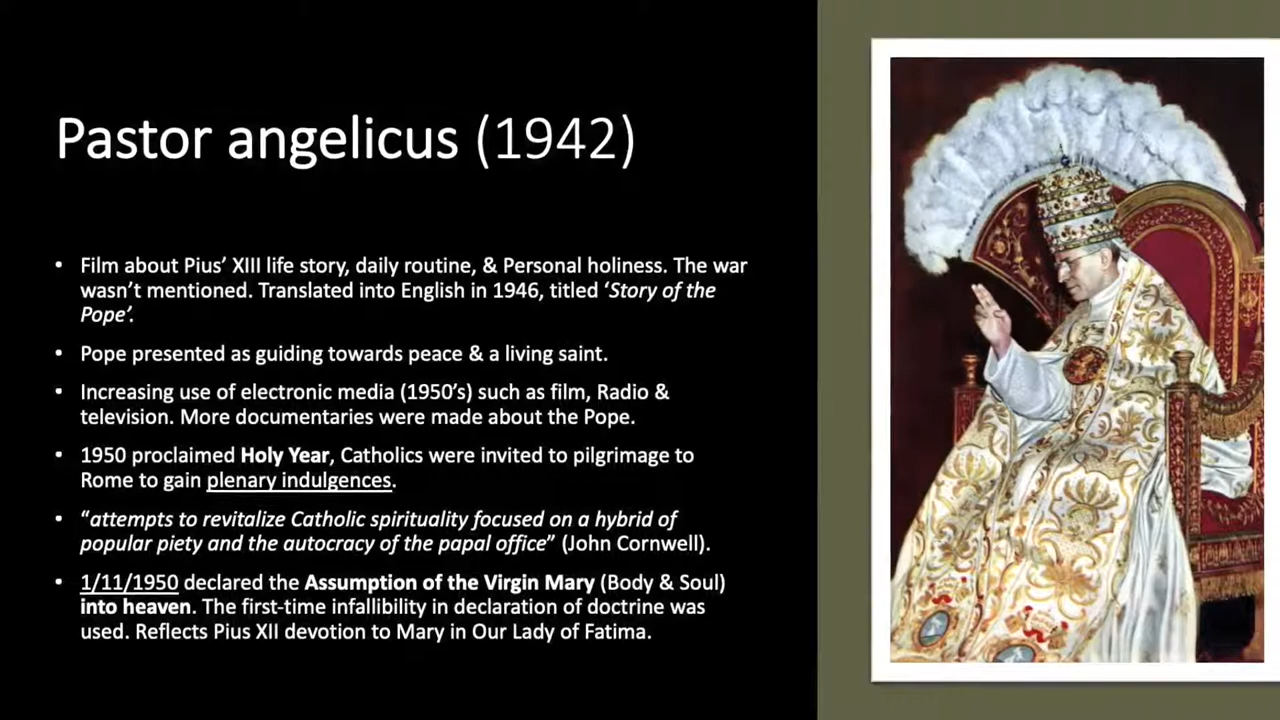 Pastor angelicus (1942)
• Film about Pius’ XIII life story, daily routine, & Personal holiness. The war
wasn’t mentioned. Translated into English in 1946, titled ‘Story of the
Pope’.
• Pope presented as guiding towards peace & a living saint.
• Increasing use of electronic media (1950’s) such as film, Radio &
television. More documentaries were made about the Pope.
• 1950 proclaimed Holy Year, Catholics were invited to pilgrimage to
Rome to gain plenary indulgences.
• “attempts to revitalize Catholic spirituality focused on a hybrid of
popular piety and the autocracy of the papal office” (John Cornwell).
• 1/11/1950 declared the Assumption of the Virgin Mary (Body & Soul)
into heaven. The first-time infallibility in declaration of doctrine was
used. Reflects Pius XII devotion to Mary in Our Lady of Fatima.